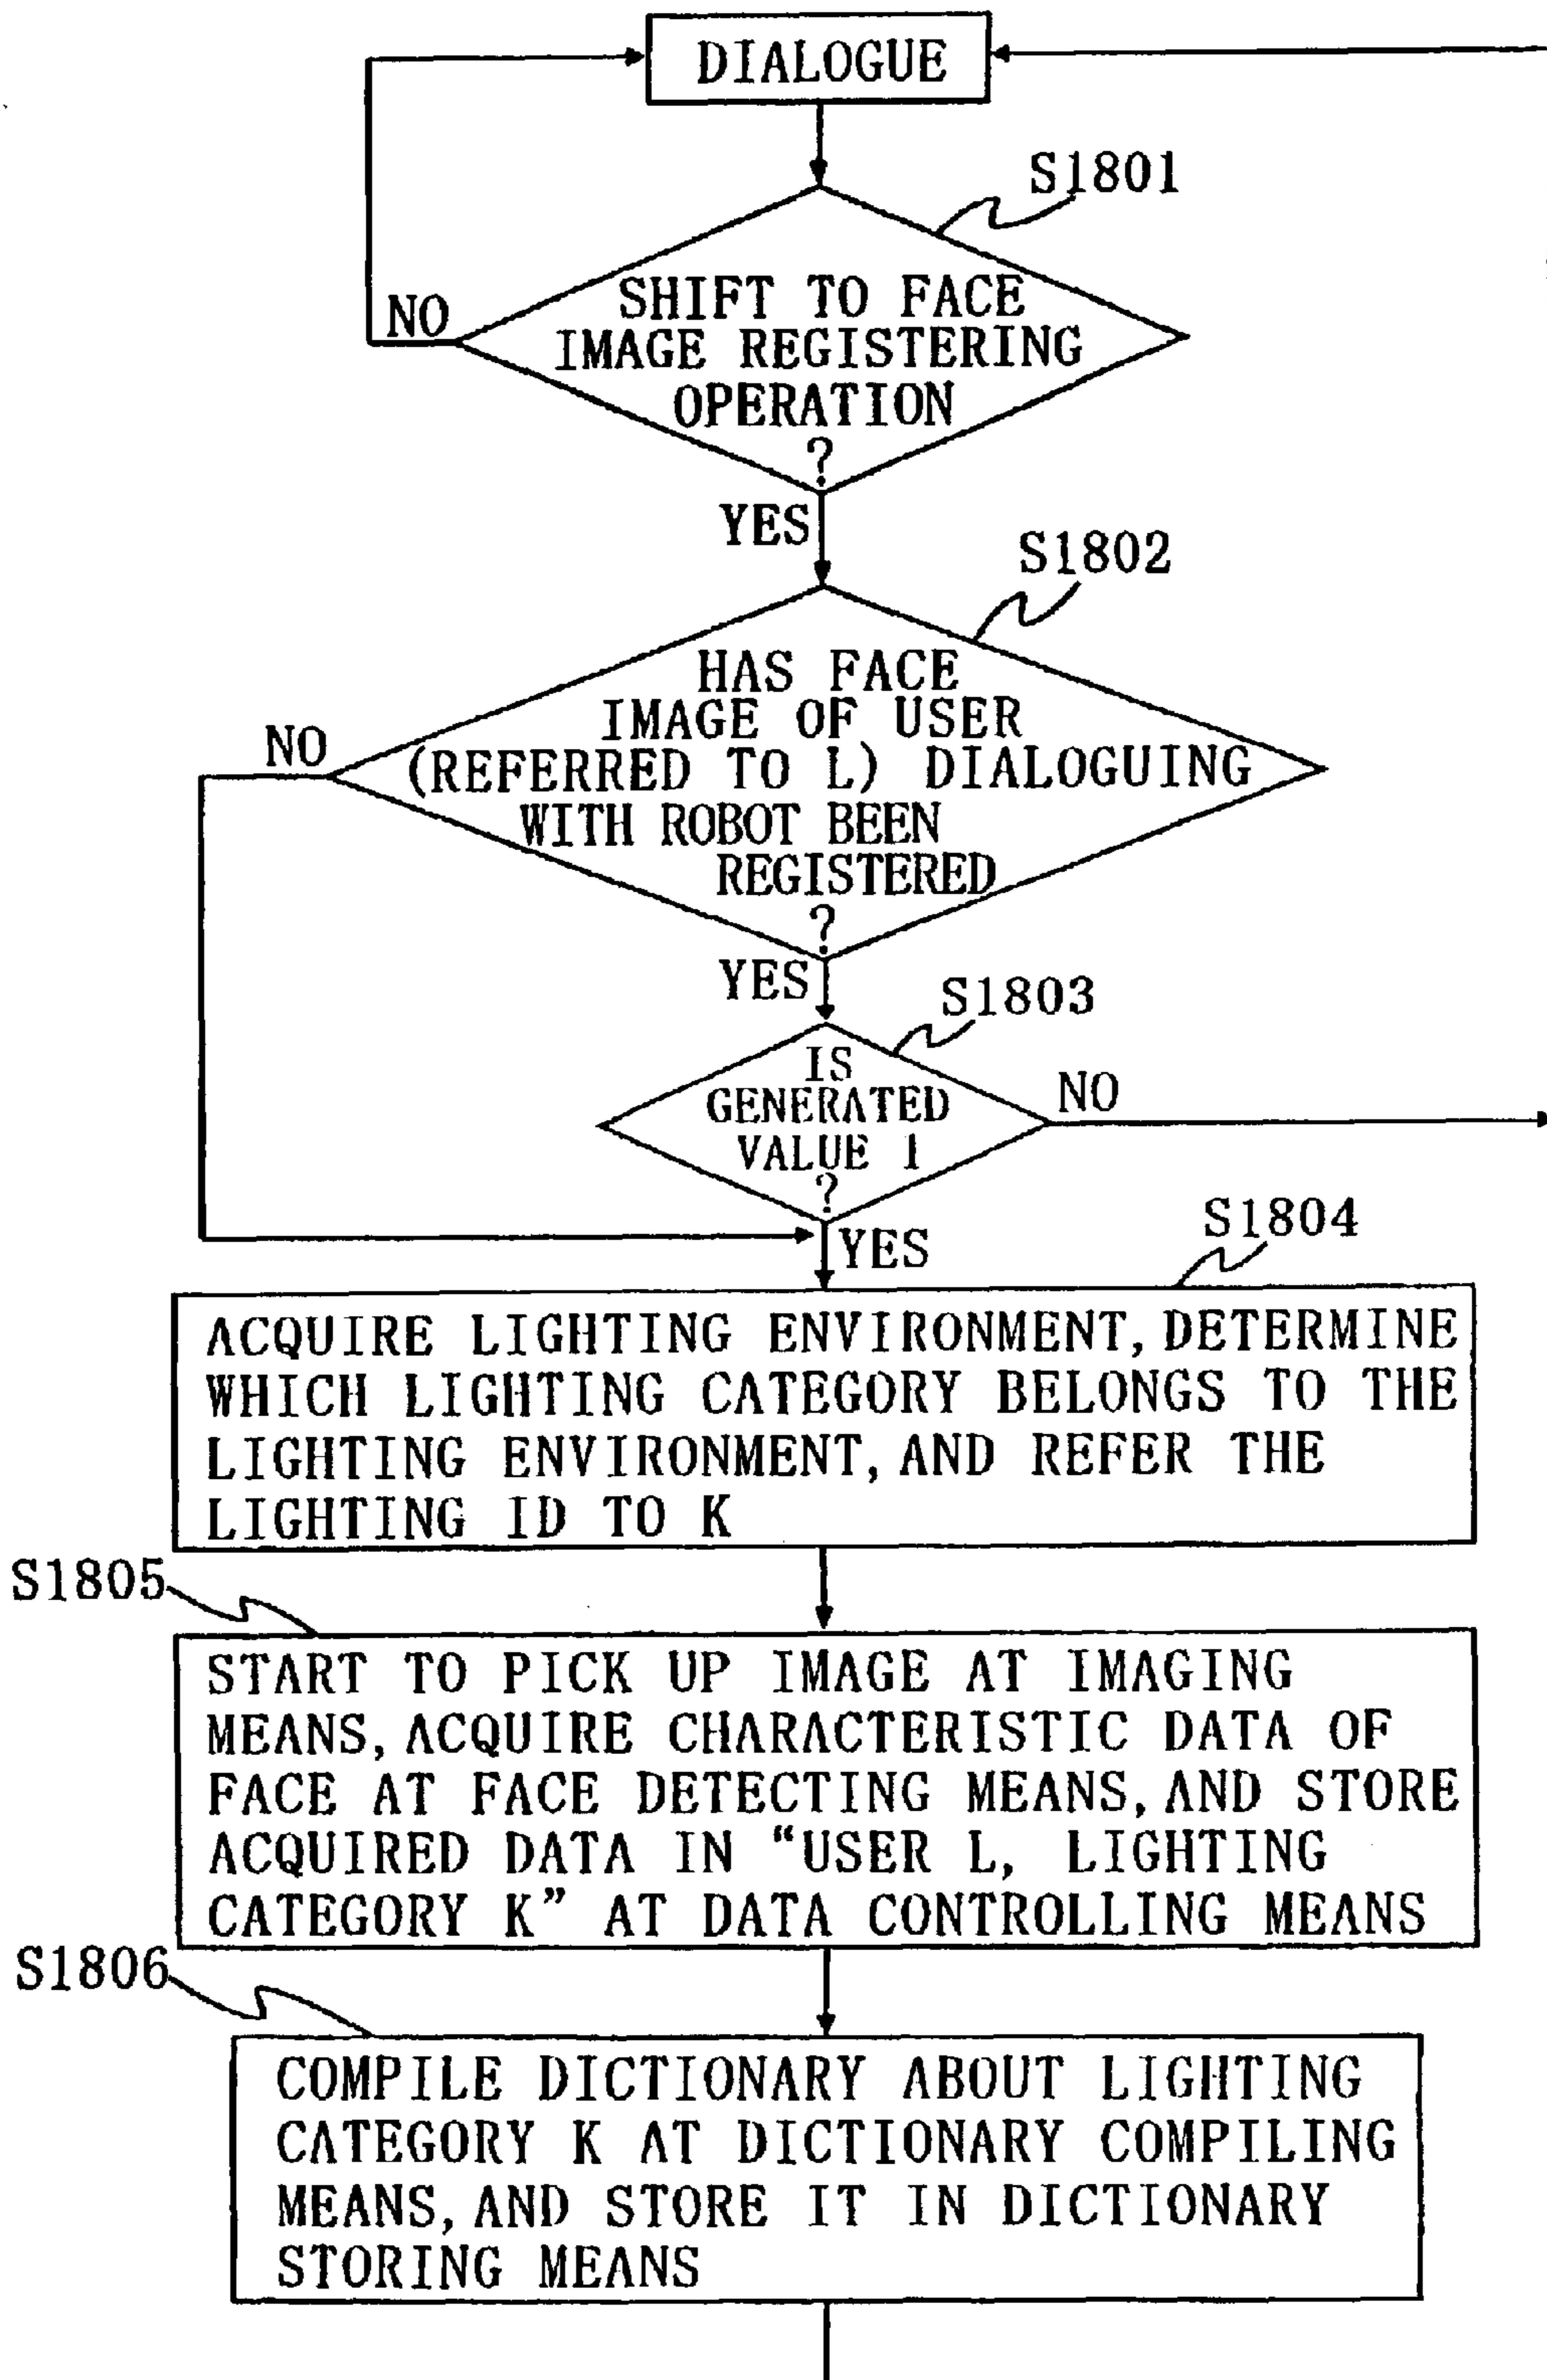 DIALOGUE
S1801
SHIFT TO FACE
IMAGE REGISTERING
OPERATION
?
NO
YES
S1802
HAS FACE
IMAGE OF USER
(REFERRED TO L) DIALOGUING
WITH ROBOT BEEN
REGISTERED
?
NO
YES
S1803
IS
GENERATED
VALUE 1
?
NO
YES
S1804
ACQUIRE LIGHTING ENVIRONMENT, DETERMINE
WHICH LIGHTING CATEGORY BELONGS TO THE
LIGHTING ENVIRONMENT, AND REFER THE
LIGHTING ID TO K
S1805
START TO PICK UP IMAGE AT IMAGING
MEANS, ACQUIRE CHARACTERISTIC DATA OF
FACE AT FACE DETECTING MEANS, AND STORE
ACQUIRED DATA IN “USER L, LIGHTING
CATEGORY K” AT DATA CONTROLLING MEANS
S1806
COMPILE DICTIONARY ABOUT LIGHTING
CATEGORY K AT DICTIONARY COMPILING
MEANS, AND STORE IT IN DICTIONARY
STORING MEANS